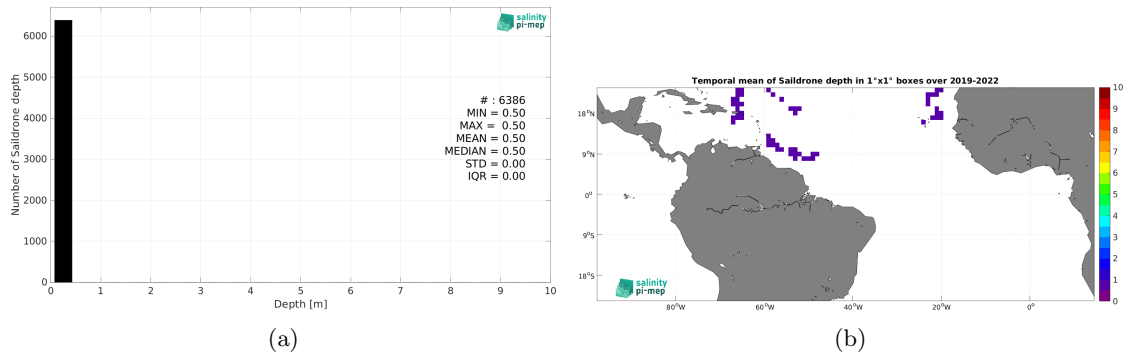 salinity
pi-mep
Number of Saildrone depth
6000
5000
4000
3000
2000
1000
0
# : 6386
MIN = 0.50
MAX = 0.50
MEAN = 0.50
MEDIAN = 0.50
STD = 0.00
IQR = 0.00
0 1 2 3 4 5 6 7 8 9 10
Depth [m]
(a)
Temporal mean of Saildrone depth in 1°x1° boxes over 2019-2022
18°N
9°N
0°
9°S
18°S
80°W 60°W 40°W 20°W 0°
salinity
pi-mep
10
9
8
7
6
5
4
3
2
1
0
(b)